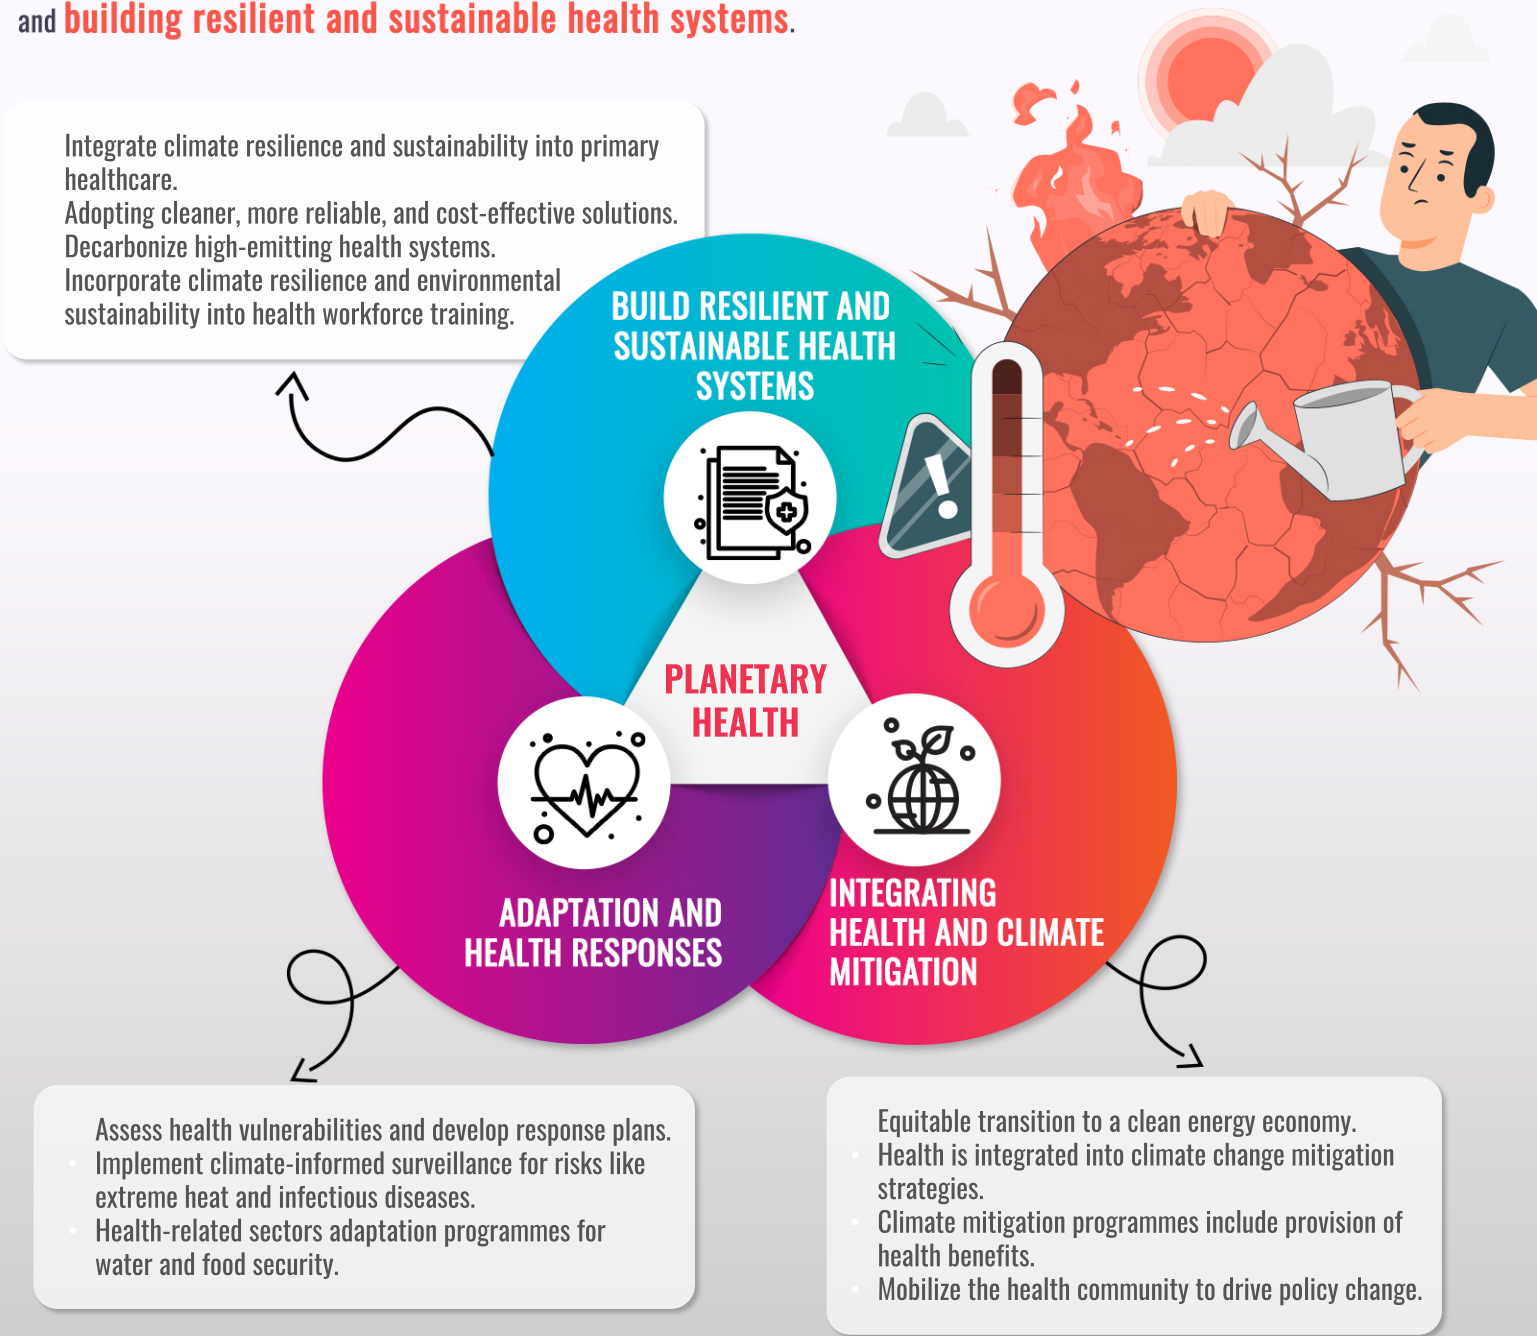 and building resilient and sustainable health systems.
Integrate climate resilience and sustainability into primary
healthcare.
Adopting cleaner, more reliable, and cost-effective solutions.
Decarbonize high-emitting health systems.
Incorporate climate resilience and environmental
sustainability into health workforce training.
BUILD RESILIENT AND
SUSTAINABLE HEALTH
SYSTEMS
PLANETARY
HEALTH
ADAPTATION AND
HEALTH RESPONSES
INTEGRATING
HEALTH AND CLIMATE
MITIGATION
Assess health vulnerabilities and develop response plans.
• Implement climate-informed surveillance for risks like
extreme heat and infectious diseases.
• Health-related sectors adaptation programmes for
water and food security.
Equitable transition to a clean energy economy.
• Health is integrated into climate change mitigation
strategies.
• Climate mitigation programmes include provision of
health benefits.
• Mobilize the health community to drive policy change.